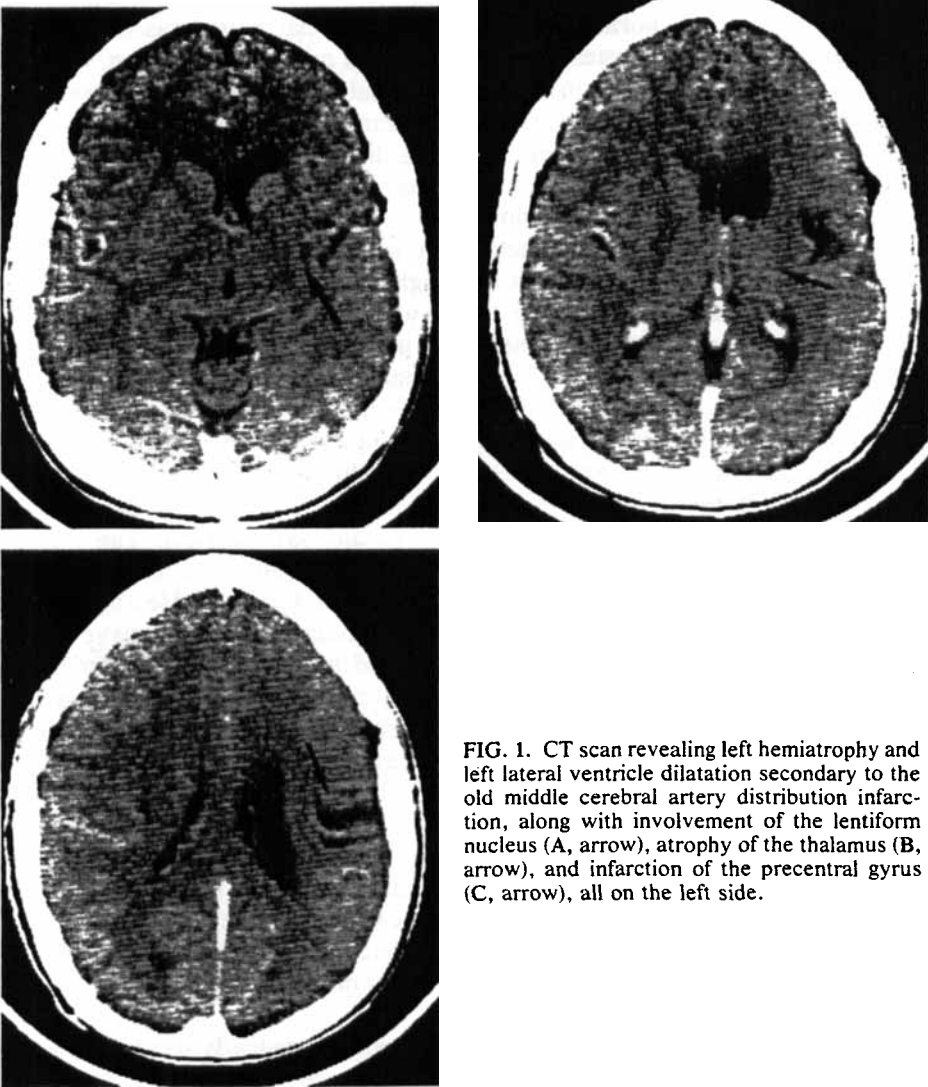 FIG. 1. CT scan revealing left hemiatrophy and
left lateral ventricle dilatation secondary to the
old middle cerebral artery distribution infarc-
tion, along with involvement of the lentiform
nucleus (A, arrow), atrophy of the thalamus (B,
arrow), and infarction of the precentral gyrus
(C, arrow), all on the left side.